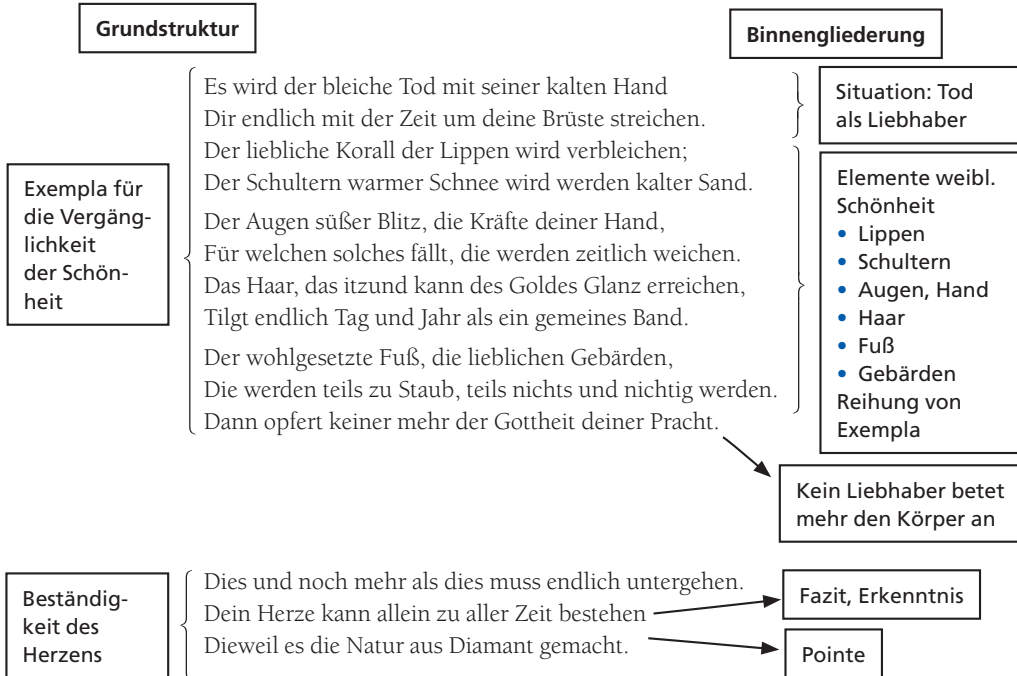 Grundstruktur
Binnengliederung
Exempla für
die Vergäng-
lichkeit
der Schön-
heit
Es wird der bleiche Tod mit seiner kalten Hand
Dir endlich mit der Zeit um deine Brüste streichen.
Der liebliche Korall der Lippen wird verbleichen;
Der Schultern warmer Schnee wird werden kalter Sand.
Der Augen süßer Blitz, die Kräfte deiner Hand,
Für welchen solches fällt, die werden zeitlich weichen.
Das Haar, das itzund kann des Goldes Glanz erreichen,
Tilgt endlich Tag und Jahr als ein gemeines Band.
Der wohlgesetzte Fuß, die lieblichen Gebärden,
Die werden teils zu Staub, teils nichts und nichtig werden.
Dann opfert keiner mehr der Gottheit deiner Pracht.
Situation: Tod
als Liebhaber
Elemente weibl.
Schönheit
• Lippen
• Schultern
• Augen, Hand
• Haar
• Fuß
• Gebärden
Reihung von
Exempla
Kein Liebhaber betet
mehr den Körper an
Beständig-
keit des
Herzens
Dies und noch mehr als dies muss endlich untergehen.
Dein Herze kann allein zu aller Zeit bestehen
Dieweil es die Natur aus Diamant gemacht.
Fazit, Erkenntnis
Pointe